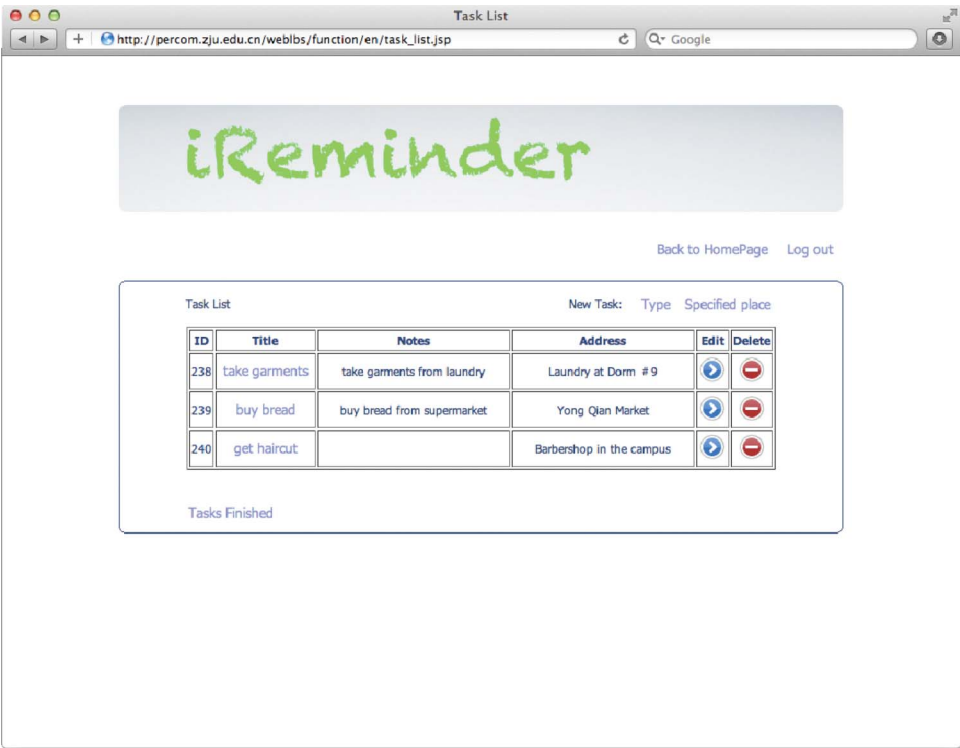 Task List
http://percom.zju.edu.cn/weblbs/function/en/task_list.jsp
Google
iReminder
Back to HomePage Log out
Task List New Task: Type Specified place
ID Title Notes Address Edit Delete
238 take garments take garments from laundry Laundry at Dorm #9
239 buy bread buy bread from supermarket Yong Qian Market
240 get haircut Barbershop in the campus
Tasks Finished